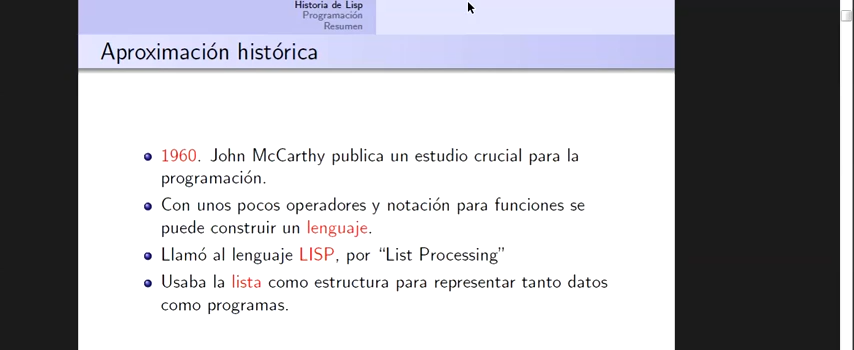 Historia de Lisp
Programación
Resumen
Aproximación histórica
1960. John McCarthy publica un estudio crucial para la
programación.
Con unos pocos operadores y notación para funciones se
puede construir un lenguaje.
Llamó al lenguaje LISP, por “List Processing”
Usaba la lista como estructura para representar tanto datos
como programas.